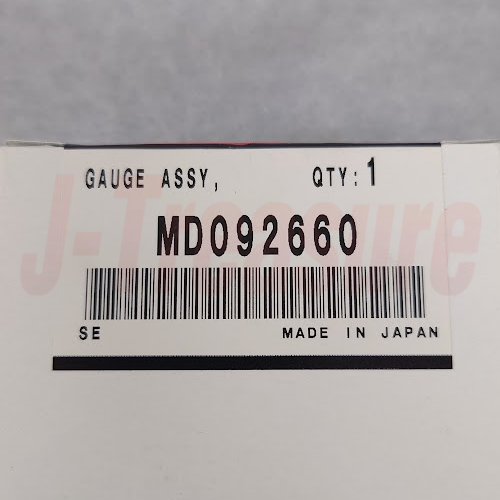 GAUGE ASSY, QTY:1
MD092660
J-Treasure
SE MADE IN JAPAN